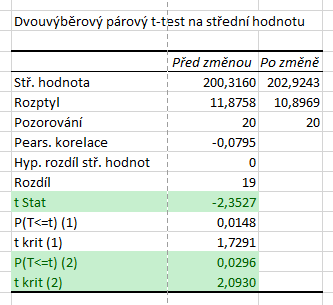 Dvouvýběrový párový t-test na střední hodnotu
Před změnou Po změně
Stř. hodnota 200,3160 202,9243
Rozptyl 11,8758 10,8969
Pozorování 20 20
Pears. korelace -0,0795
Hyp. rozdíl stř. hodnot 0
Rozdíl 19
t Stat -2,3527
P(T<=t) (1) 0,0148
t krit (1) 1,7291
P(T<=t) (2) 0,0296
t krit (2) 2,0930